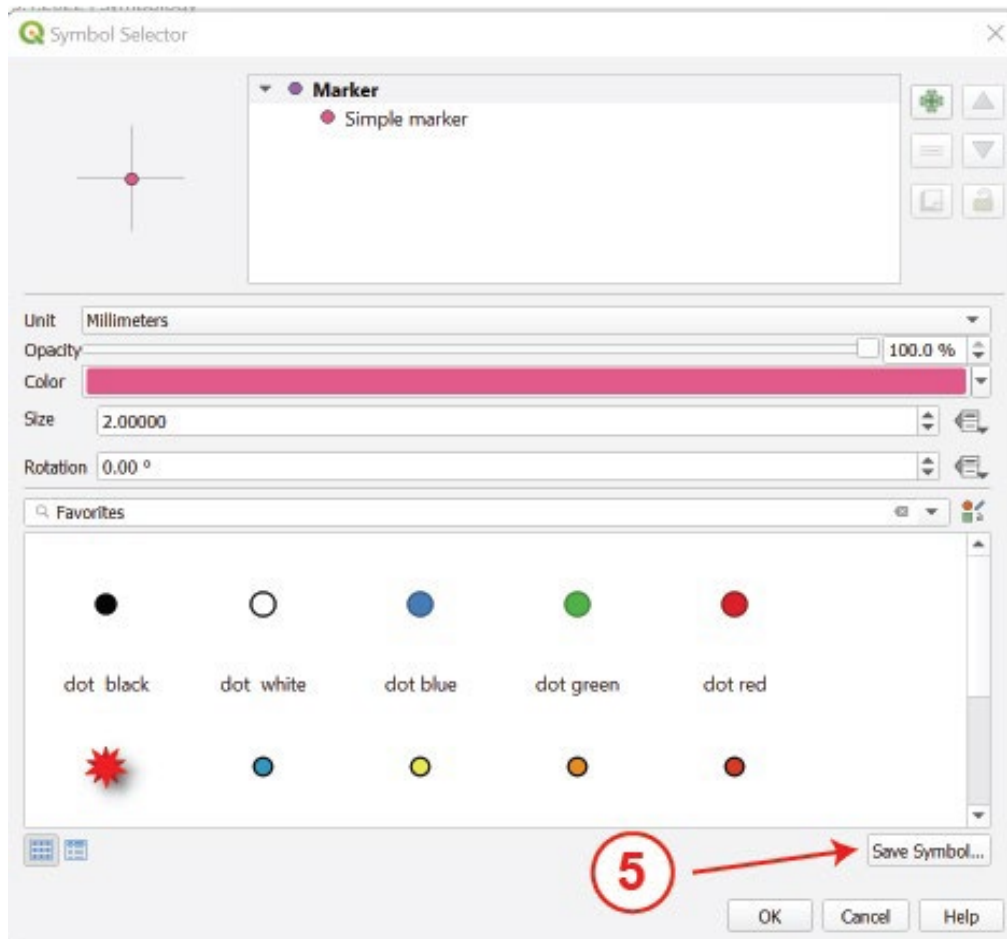 Symbol Selector
Marker
Simple marker
Unit Millimeters
Opacity 100.0 %
Color
Size 2.00000
Rotation 0.00 °
Favorites
dot black dot white dot blue dot green dot red
5
Save Symbol...
OK Cancel Help